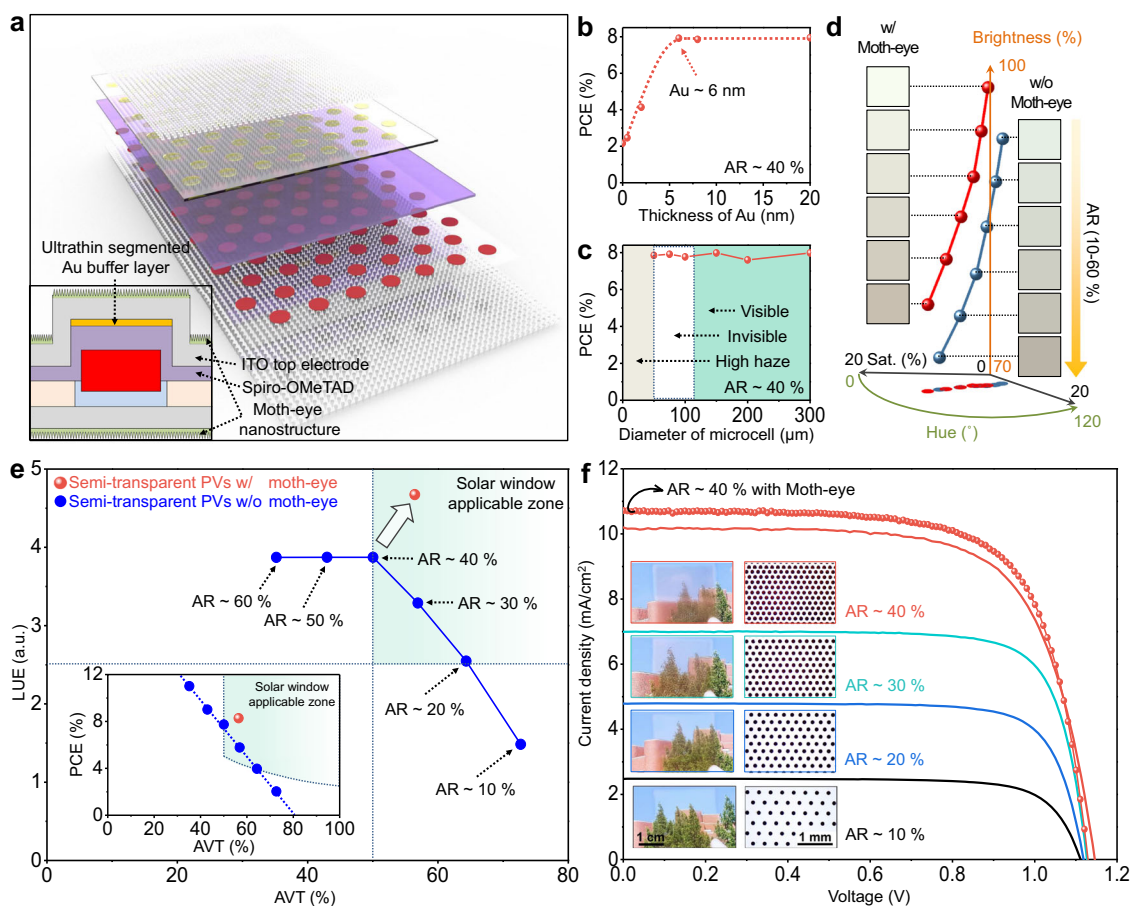 a
Ultrathin segmented
Au buffer layer
ITO top electrode
Spiro-OMeTAD
Moth-eye
nanostructure
b
PCE (%)
8
6
4
2
0
Au ~ 6 nm
AR ~ 40 %
0 5 10 15 20
Thickness of Au (nm)
c
PCE (%)
8
6
4
2
0
Visible
Invisible
High haze
AR ~ 40 %
0 100 200 300
Diameter of microcell (μm)
d
w/
Moth-eye
Brightness (%)
100
w/o
Moth-eye
AR (10-60 %)
20 Sat. (%) 0 70
0
20
120
Hue (˚)
e
Semi-transparent PVs w/ moth-eye
Semi-transparent PVs w/o moth-eye
Solar window
applicable zone
LUE (a.u.)
5
4
3
2
1
0
AR ~ 60 %
AR ~ 50 %
AR ~ 40 %
AR ~ 30 %
AR ~ 20 %
AR ~ 10 %
PCE (%)
12
8
4
0
Solar window
applicable zone
0 20 40 60 80 100
AVT (%)
0 20 40 60 80
AVT (%)
f
Current density (mA/cm²)
12
10
8
6
4
2
0
AR ~ 40 % with Moth-eye
AR ~ 40 %
AR ~ 30 %
AR ~ 20 %
AR ~ 10 %
1 cm
1 mm
0.0 0.2 0.4 0.6 0.8 1.0 1.2
Voltage (V)